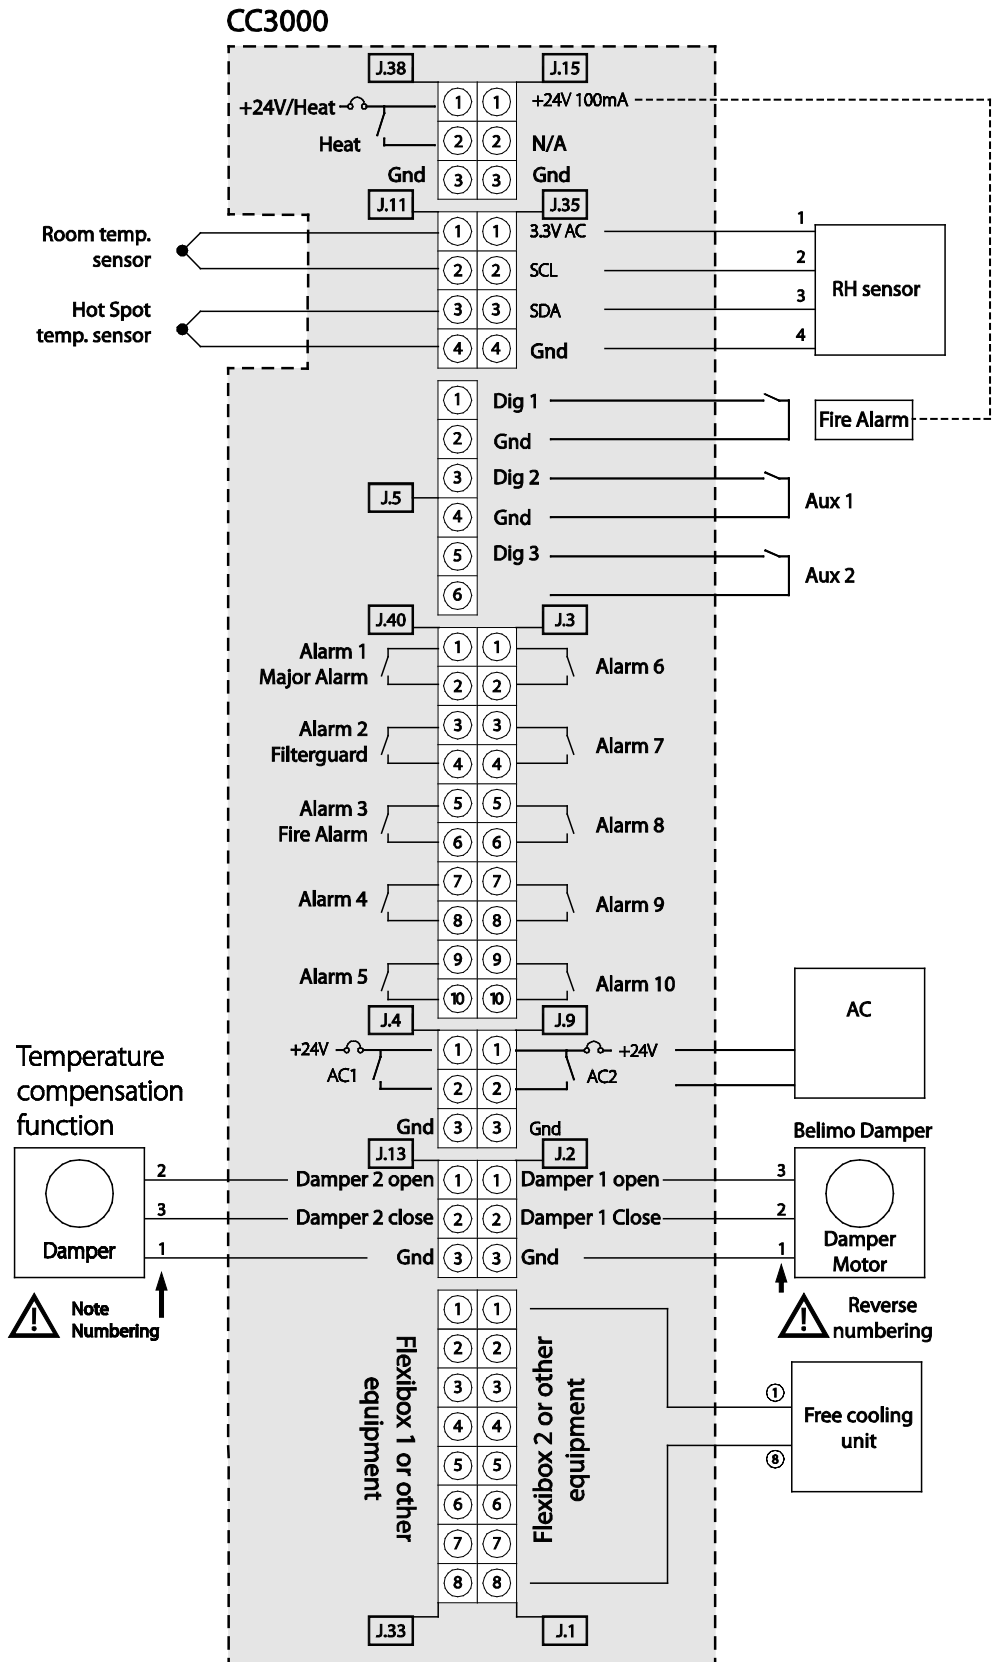 CC3000
J.38
J.15
+24V/Heat
1
1
+24V 100mA
Heat
2
2
N/A
Gnd
3
3
Gnd
J.11
J.35
Room temp.
sensor
1
1
3.3V AC
1
2
2
SCL
2
RH sensor
Hot Spot
temp. sensor
3
3
SDA
3
4
4
Gnd
4
1
Dig 1
Fire Alarm
2
Gnd
3
Dig 2
J.5
Aux 1
4
Gnd
5
Dig 3
Aux 2
6
J.40
J.3
Alarm 1
Major Alarm
1
1
Alarm 6
2
2
Alarm 2
Filterguard
3
3
Alarm 7
4
4
Alarm 3
Fire Alarm
5
5
Alarm 8
6
6
Alarm 4
7
7
Alarm 9
8
8
Alarm 5
9
9
Alarm 10
10
10
J.4
J.9
AC
+24V
1
1
+24V
AC1
2
2
AC2
Gnd
3
3
Gnd
Temperature
compensation
function
J.13
J.2
Belimo Damper
2
Damper 2 open
1
1
Damper 1 open
3
3
Damper 2 close
2
2
Damper 1 Close
2
Damper
1
Gnd
3
3
Gnd
1
Damper
Motor
!
Note
Numbering
!
Reverse
numbering
1
1
2
2
3
3
4
4
5
5
6
6
7
7
8
8
Flexibox 1 or other
equipment
Flexibox 2 or other
equipment
1
Free cooling
unit
8
J.33
J.1